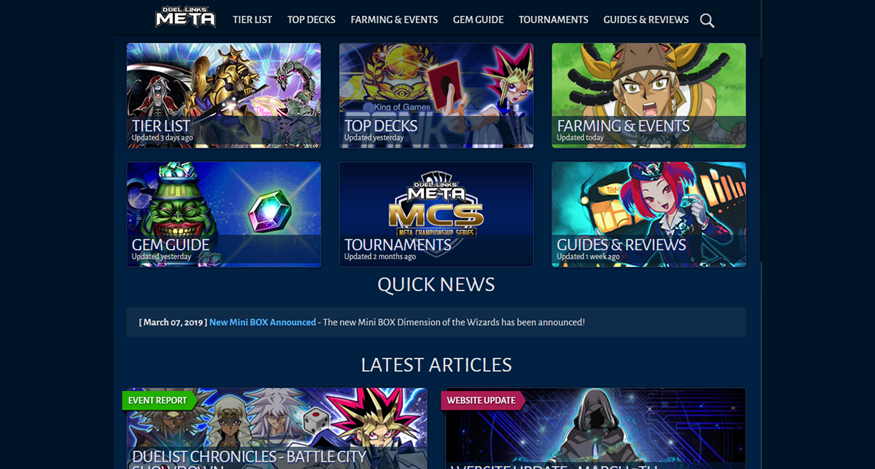 DUEL LINKS
META
TIER LIST
TOP DECKS
FARMING & EVENTS
GEM GUIDE
TOURNAMENTS
GUIDES & REVIEWS
TIER LIST
Updated 3 days ago
King of Games
TOP DECKS
Updated yesterday
FARMING & EVENTS
Updated today
GEM GUIDE
Updated yesterday
DUEL LINKS
META
MCS
META CHAMPIONSHIP SERIES
TOURNAMENTS
Updated 2 months ago
GUIDES & REVIEWS
Updated 1 week ago
QUICK NEWS
[ March 07, 2019 ] New Mini BOX Announced - The new Mini BOX Dimension of the Wizards has been announced!
LATEST ARTICLES
EVENT REPORT
DUELIST CHRONICLES - BATTLE CITY
SHOWDOWN
WEBSITE UPDATE
WEBSITE UPDATE - MARCH 7TH